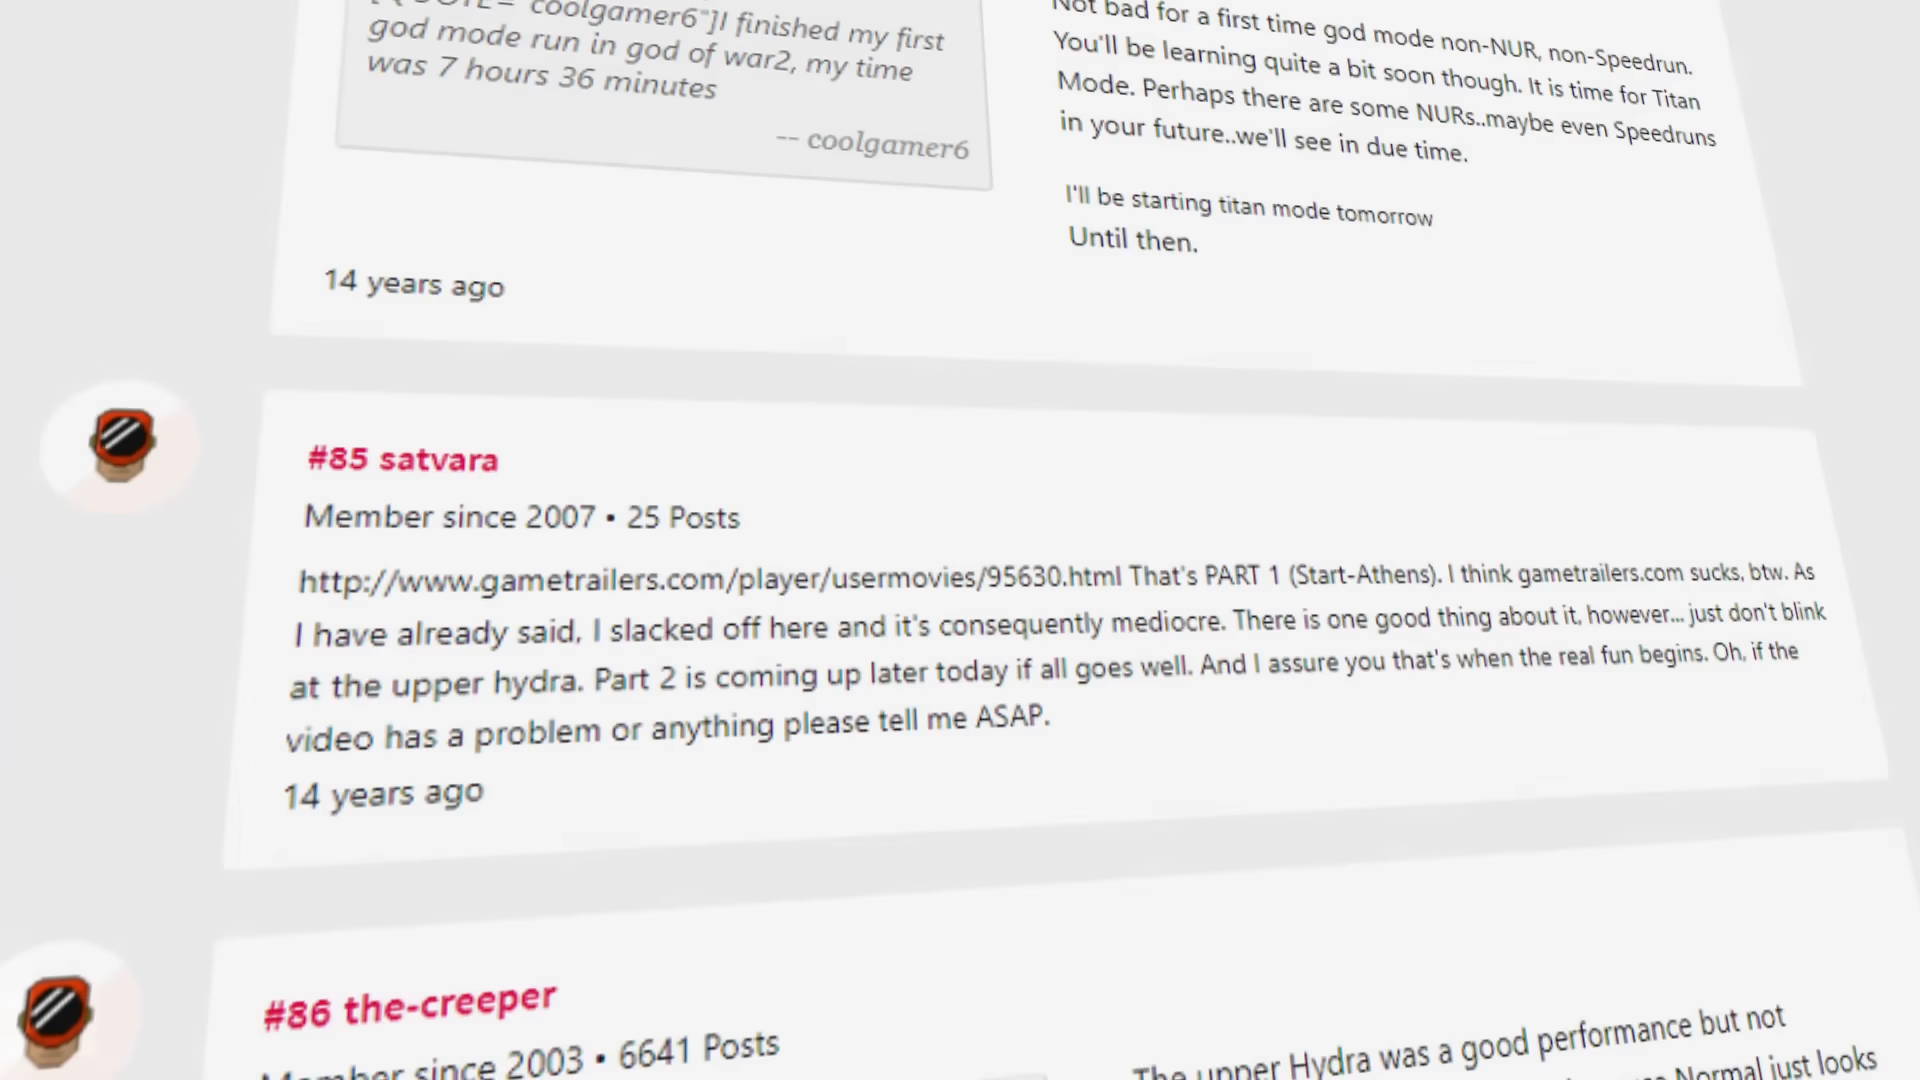 coolgamer6"]I finished my first
god mode run in god of war2, my time
was 7 hours 36 minutes
-- coolgamer6
Not bad for a first time god mode non-NUR, non-Speedrun.
You'll be learning quite a bit soon though. It is time for Titan
Mode. Perhaps there are some NURs..maybe even Speedruns
in your future..we'll see in due time.
I'll be starting titan mode tomorrow
Until then.
14 years ago
#85 satvara
Member since 2007 • 25 Posts
http://www.gametrailers.com/player/usermovies/95630.html That's PART 1 (Start-Athens). I think gametrailers.com sucks, btw. As
I have already said, I slacked off here and it's consequently mediocre. There is one good thing about it, however... just don't blink
at the upper hydra. Part 2 is coming up later today if all goes well. And I assure you that's when the real fun begins. Oh, if the
video has a problem or anything please tell me ASAP.
14 years ago
#86 the-creeper
Member since 2003 • 6641 Posts
The upper Hydra was a good performance but not
Normal just looks